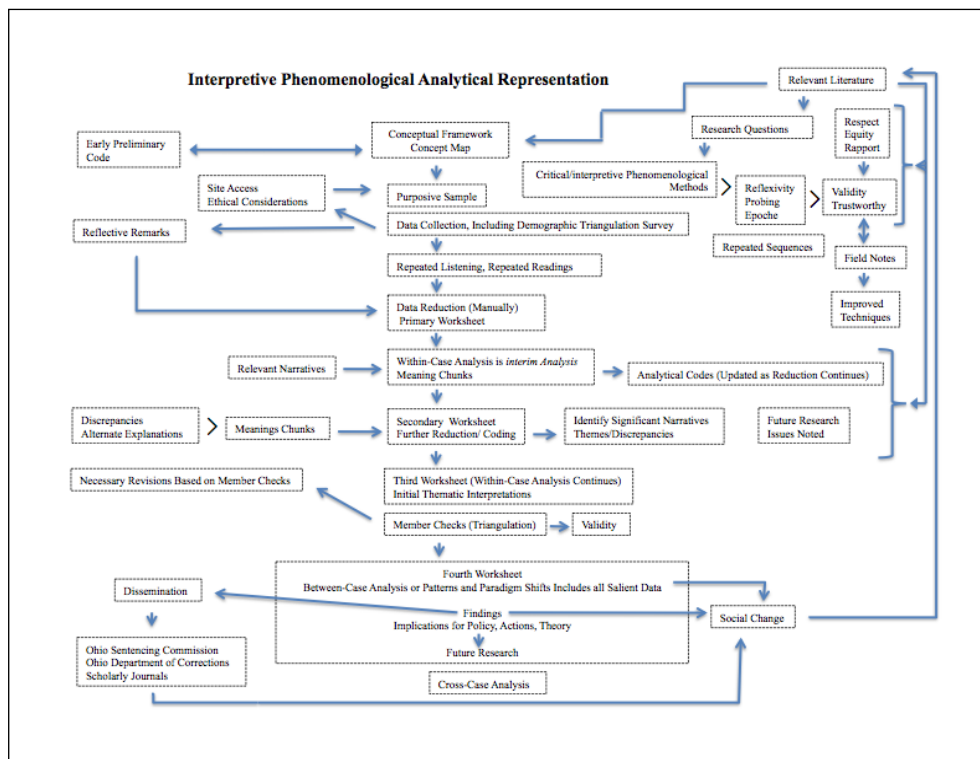 Interpretive Phenomenological Analytical Representation
Relevant Literature
Research Questions
Respect
Equity
Rapport
Early Preliminary
Code
Conceptual Framework
Concept Map
Critical/interpretive Phenomenological
Methods
Reflexivity
Probing
Epoche
Validity
Trustworthy
Site Access
Ethical Considerations
Purposive Sample
Reflective Remarks
Data Collection, Including Demographic Triangulation Survey
Repeated Sequences
Field Notes
Repeated Listening, Repeated Readings
Improved
Techniques
Data Reduction (Manually)
Primary Worksheet
Relevant Narratives
Within-Case Analysis is interim Analysis
Meaning Chunks
Analytical Codes (Updated as Reduction Continues)
Discrepancies
Alternate Explanations
Meanings Chunks
Secondary Worksheet
Further Reduction/ Coding
Identify Significant Narratives
Themes/Discrepancies
Future Research
Issues Noted
Necessary Revisions Based on Member Checks
Third Worksheet (Within-Case Analysis Continues)
Initial Thematic Interpretations
Member Checks (Triangulation)
Validity
Fourth Worksheet
Between-Case Analysis or Patterns and Paradigm Shifts Includes all Salient Data
Dissemination
Findings
Implications for Policy, Actions, Theory
Social Change
Future Research
Ohio Sentencing Commission
Ohio Department of Corrections
Scholarly Journals
Cross-Case Analysis